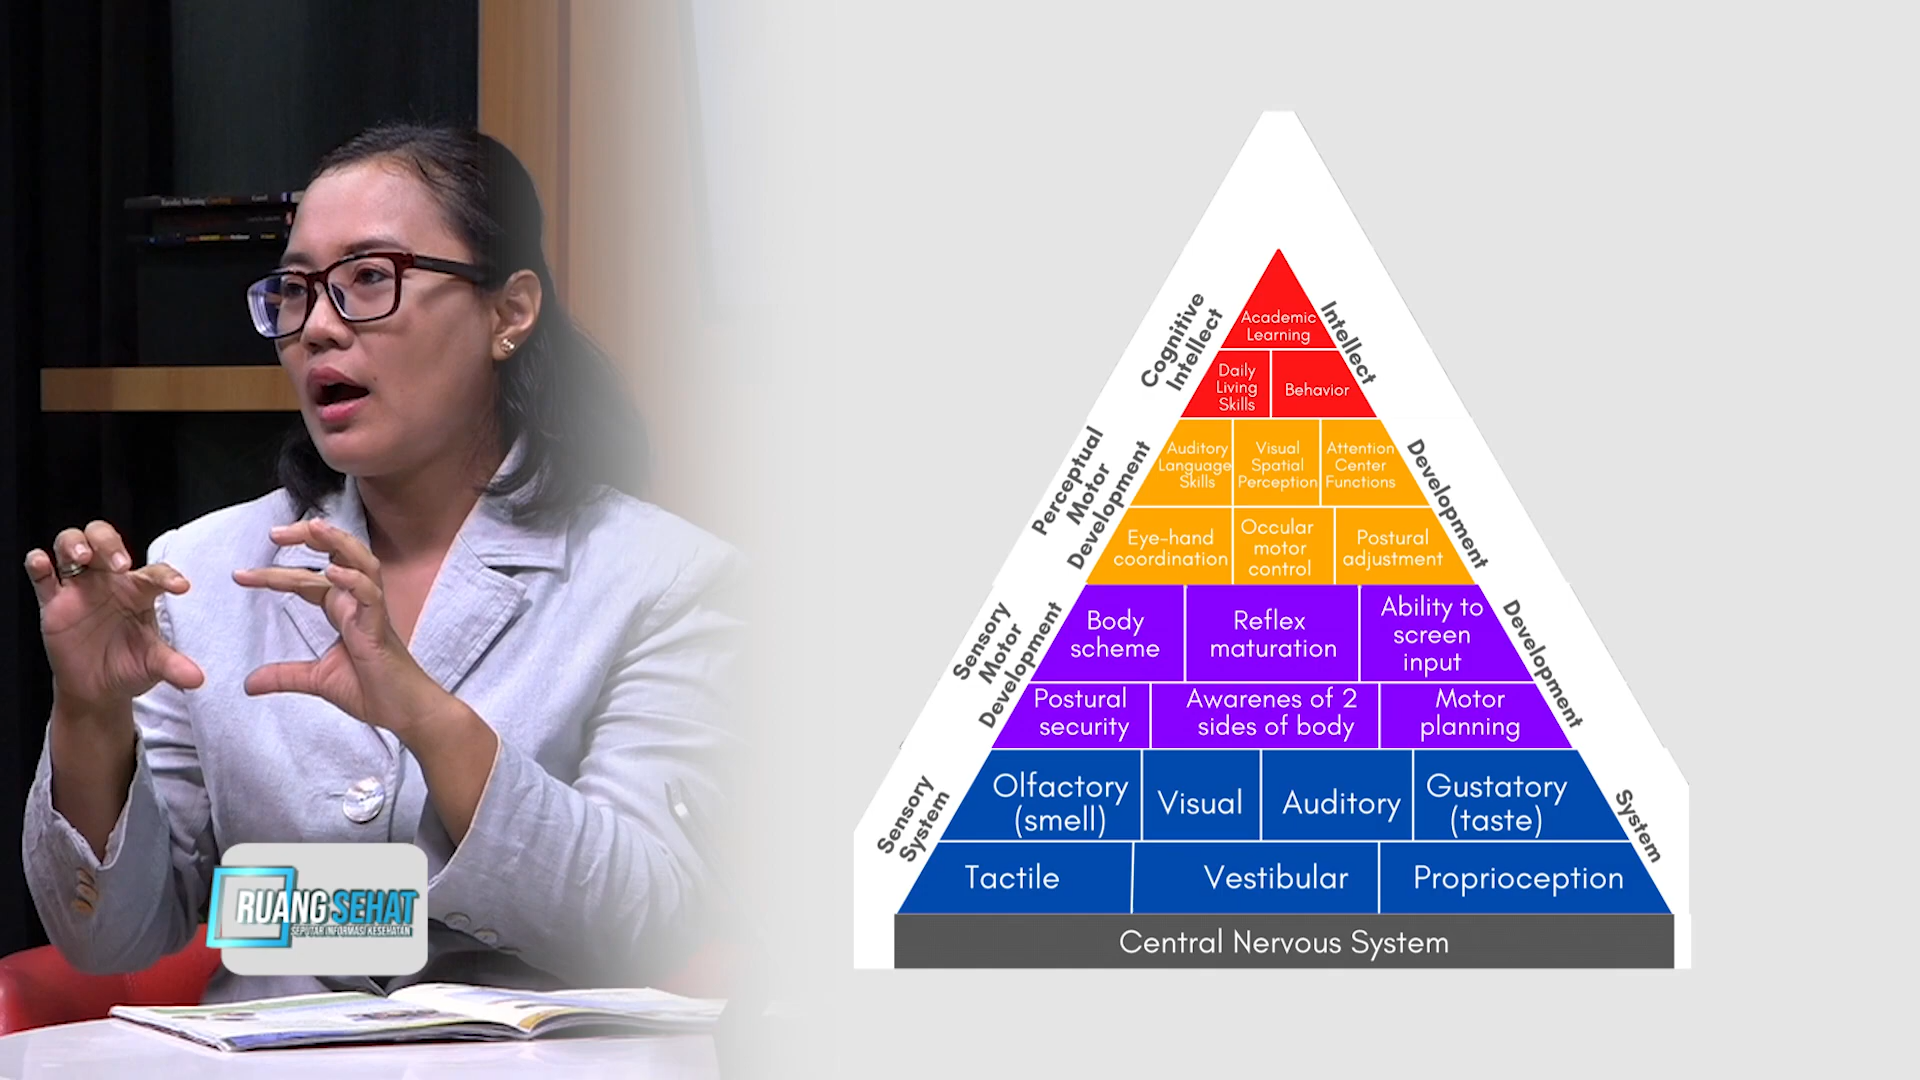 RUANG SEHAT
SEPUTAR INFORMASI KESEHATAN
Cognitive
Intellect
Intellect
Academic
Learning
Daily
Living
Skills
Behavior
Perceptual
Motor
Development
Development
Auditory
Language
Skills
Visual
Spatial
Perception
Attention
Center
Functions
Eye-hand
coordination
Occular
motor
control
Postural
adjustment
Sensory
Motor
Development
Development
Body
scheme
Reflex
maturation
Ability to
screen
input
Postural
security
Awarenes of 2
sides of body
Motor
planning
Sensory
System
System
Olfactory
(smell)
Visual
Auditory
Gustatory
(taste)
Tactile
Vestibular
Proprioception
Central Nervous System